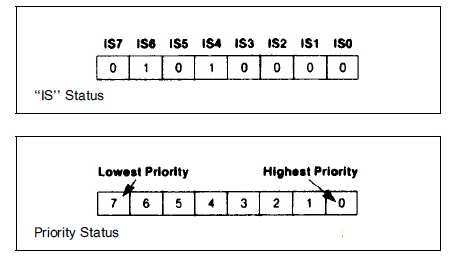 IS7 IS6 IS5 IS4 IS3 IS2 IS1 IS0
0 1 0 1 0 0 0 0
“IS” Status
Lowest Priority Highest Priority
7 6 5 4 3 2 1 0
Priority Status